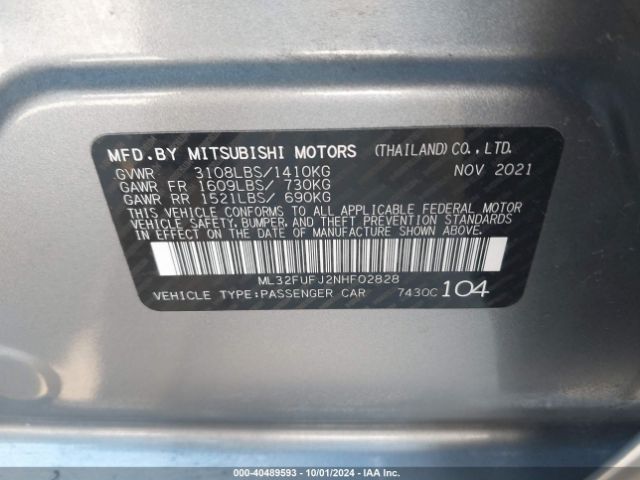 MFD.BY MITSUBISHI MOTORS (THAILAND) CO., LTD.
GVWR 3108LBS/1410KG NOV 2021
GAWR FR 1609LBS/ 730KG
GAWR RR 1521LBS/ 690KG
THIS VEHICLE CONFORMS TO ALL APPLICABLE FEDERAL MOTOR
VEHICLE SAFETY, BUMPER, AND THEFT PREVENTION STANDARDS
IN EFFECT ON THE DATE OF MANUFACTURE SHOWN ABOVE.
ML32FUFJ2NHF02828
VEHICLE TYPE:PASSENGER CAR 7430C 104
000-40489593 - 10/01/2024 - IAA Inc.